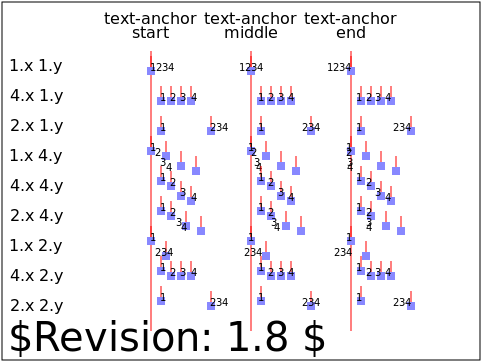 text-anchor text-anchor text-anchor
start middle end
1.x 1.y 1234 1234 1234
4.x 1.y 1 2 3 4 1 2 3 4 1 2 3 4
2.x 1.y 1 234 1 234 1 234
1.x 4.y 1 2 3 4 1 2 3 4 1 2 3 4
4.x 4.y 1 2 3 4 1 2 3 4 1 2 3 4
2.x 4.y 1 2 3 4 1 2 3 4 1 2 3 4
1.x 2.y 1 234 1 234 1 234
4.x 2.y 1 2 3 4 1 2 3 4 1 2 3 4
2.x 2.y 1 234 1 234 1 234
$Revision: 1.8 $